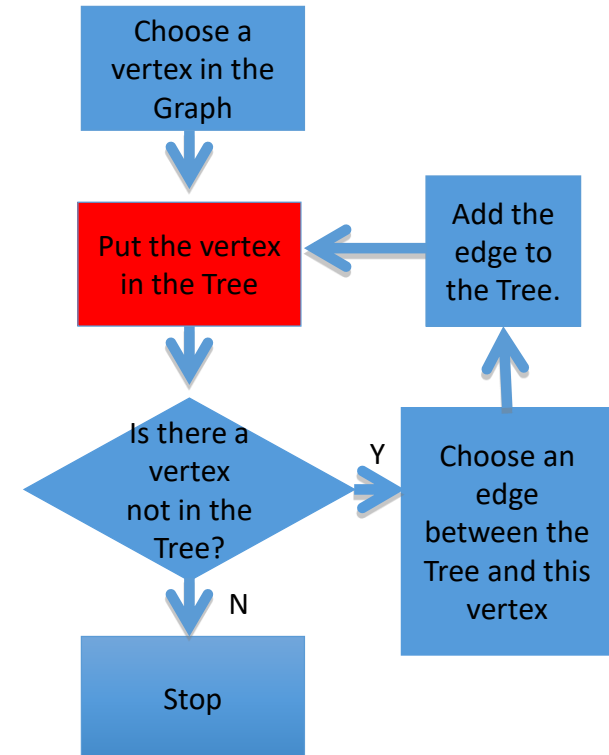 Choose a
vertex in the
Graph
Put the vertex
in the Tree
Add the
edge to
the Tree.
Is there a
vertex
not in the
Tree?
Y
Choose an
edge
between the
Tree and this
vertex
N
Stop